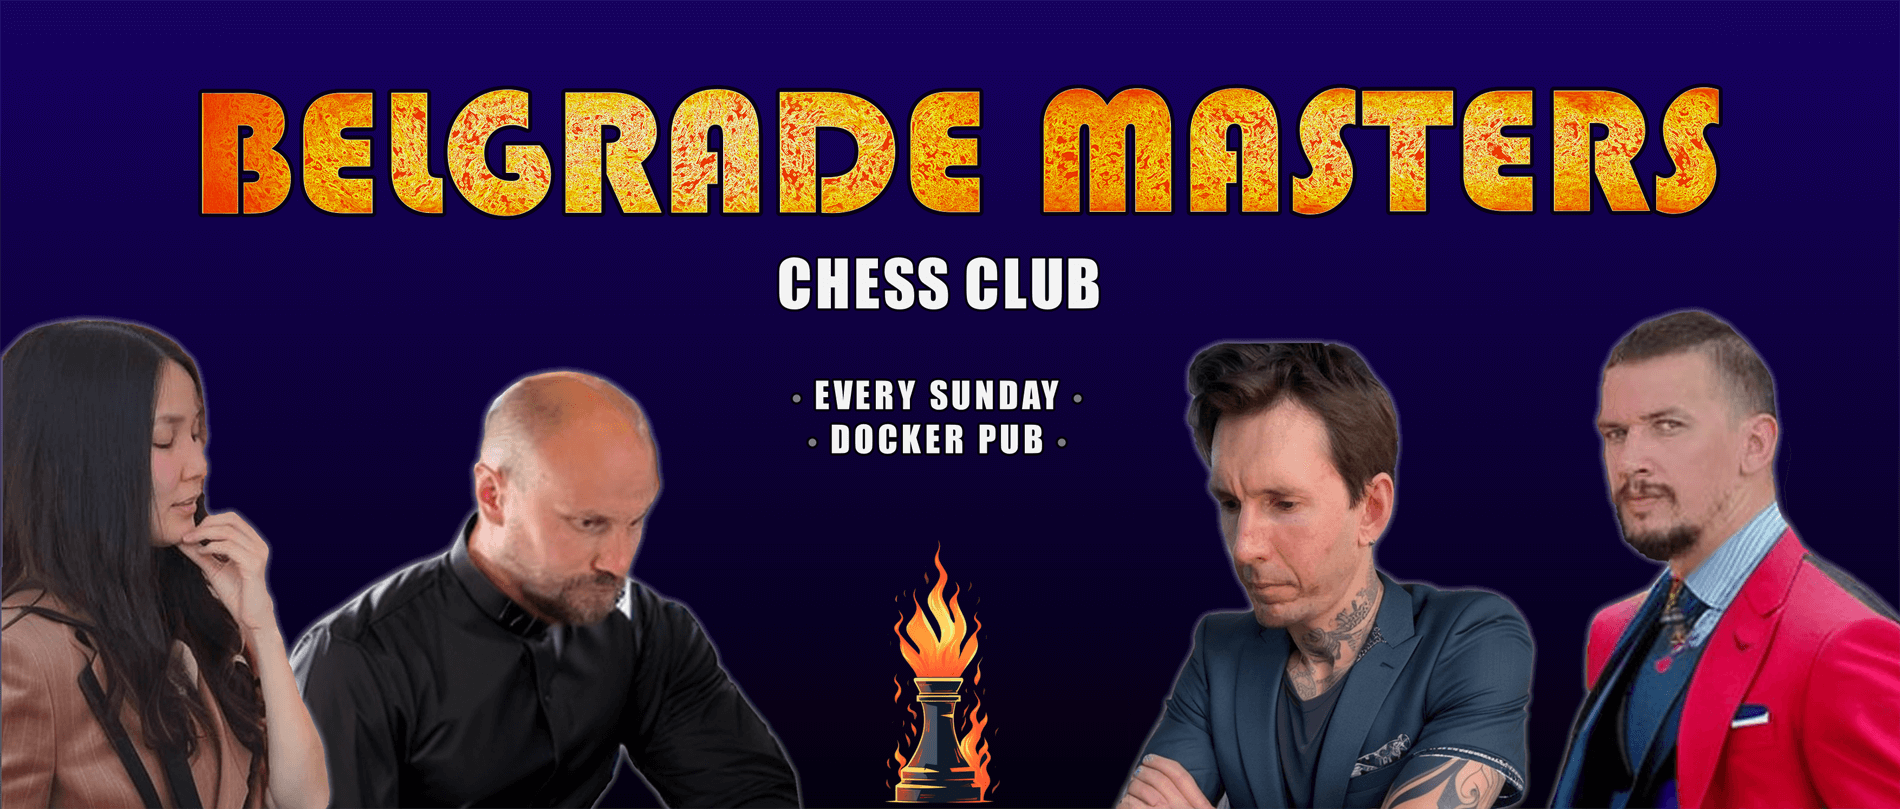 BELGRADE MASTERS
CHESS CLUB
• EVERY SUNDAY •
• DOCKER PUB •